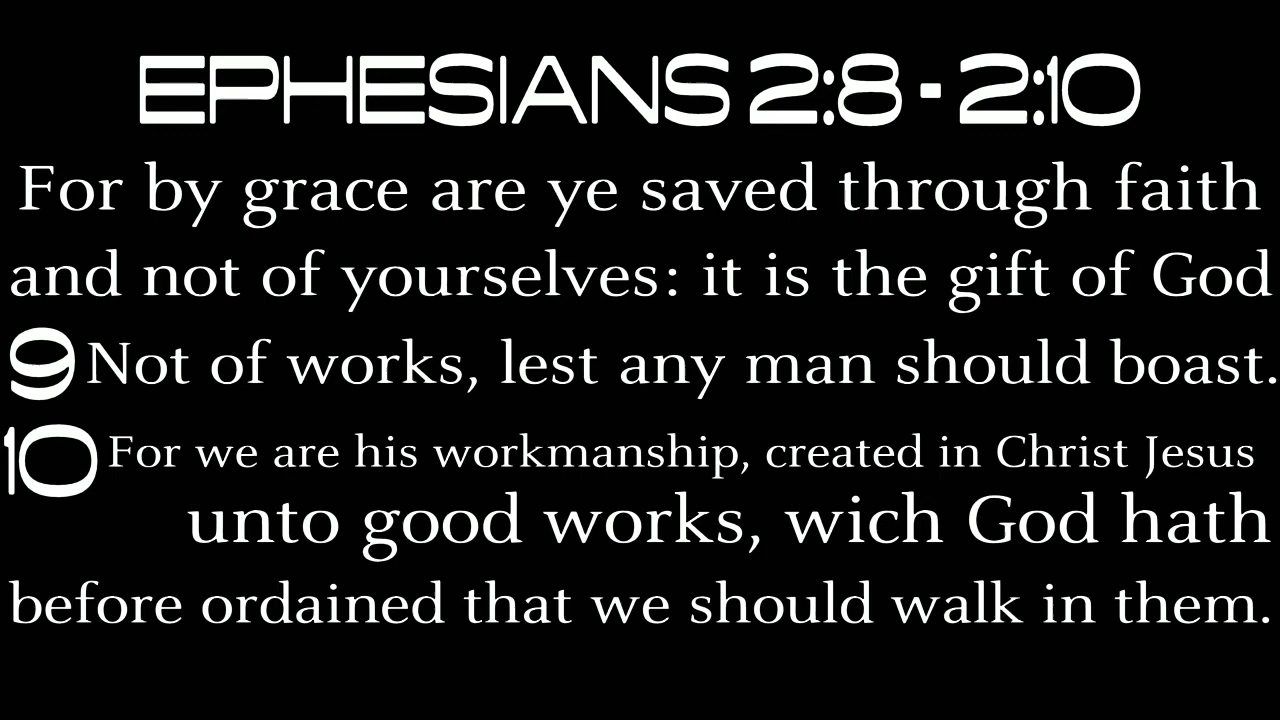 EPHESIANS 2:8 - 2:10
For by grace are ye saved through faith
and not of yourselves: it is the gift of God
9 Not of works, lest any man should boast.
10 For we are his workmanship, created in Christ Jesus
unto good works, wich God hath
before ordained that we should walk in them.